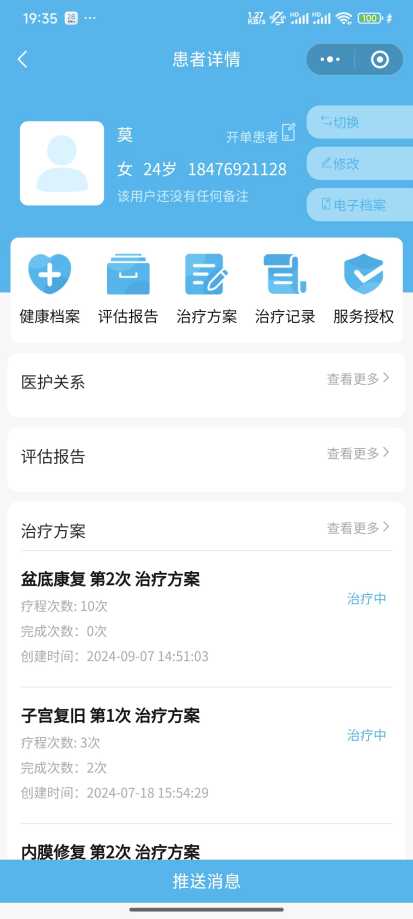 19:35 28 ···
1.27 KB/s HD HD 100
患者详情
莫
开单患者
女 24岁 18476921128
该用户还没有任何备注
切换
修改
电子档案
健康档案 评估报告 治疗方案 治疗记录 服务授权
医护关系 查看更多
评估报告 查看更多
治疗方案 查看更多
盆底康复 第2次 治疗方案
治疗中
疗程次数: 10次
完成次数: 0次
创建时间: 2024-09-07 14:51:03
子宫复旧 第1次 治疗方案
治疗中
疗程次数: 3次
完成次数: 2次
创建时间: 2024-07-18 15:54:29
内膜修复 第2次 治疗方案
推送消息